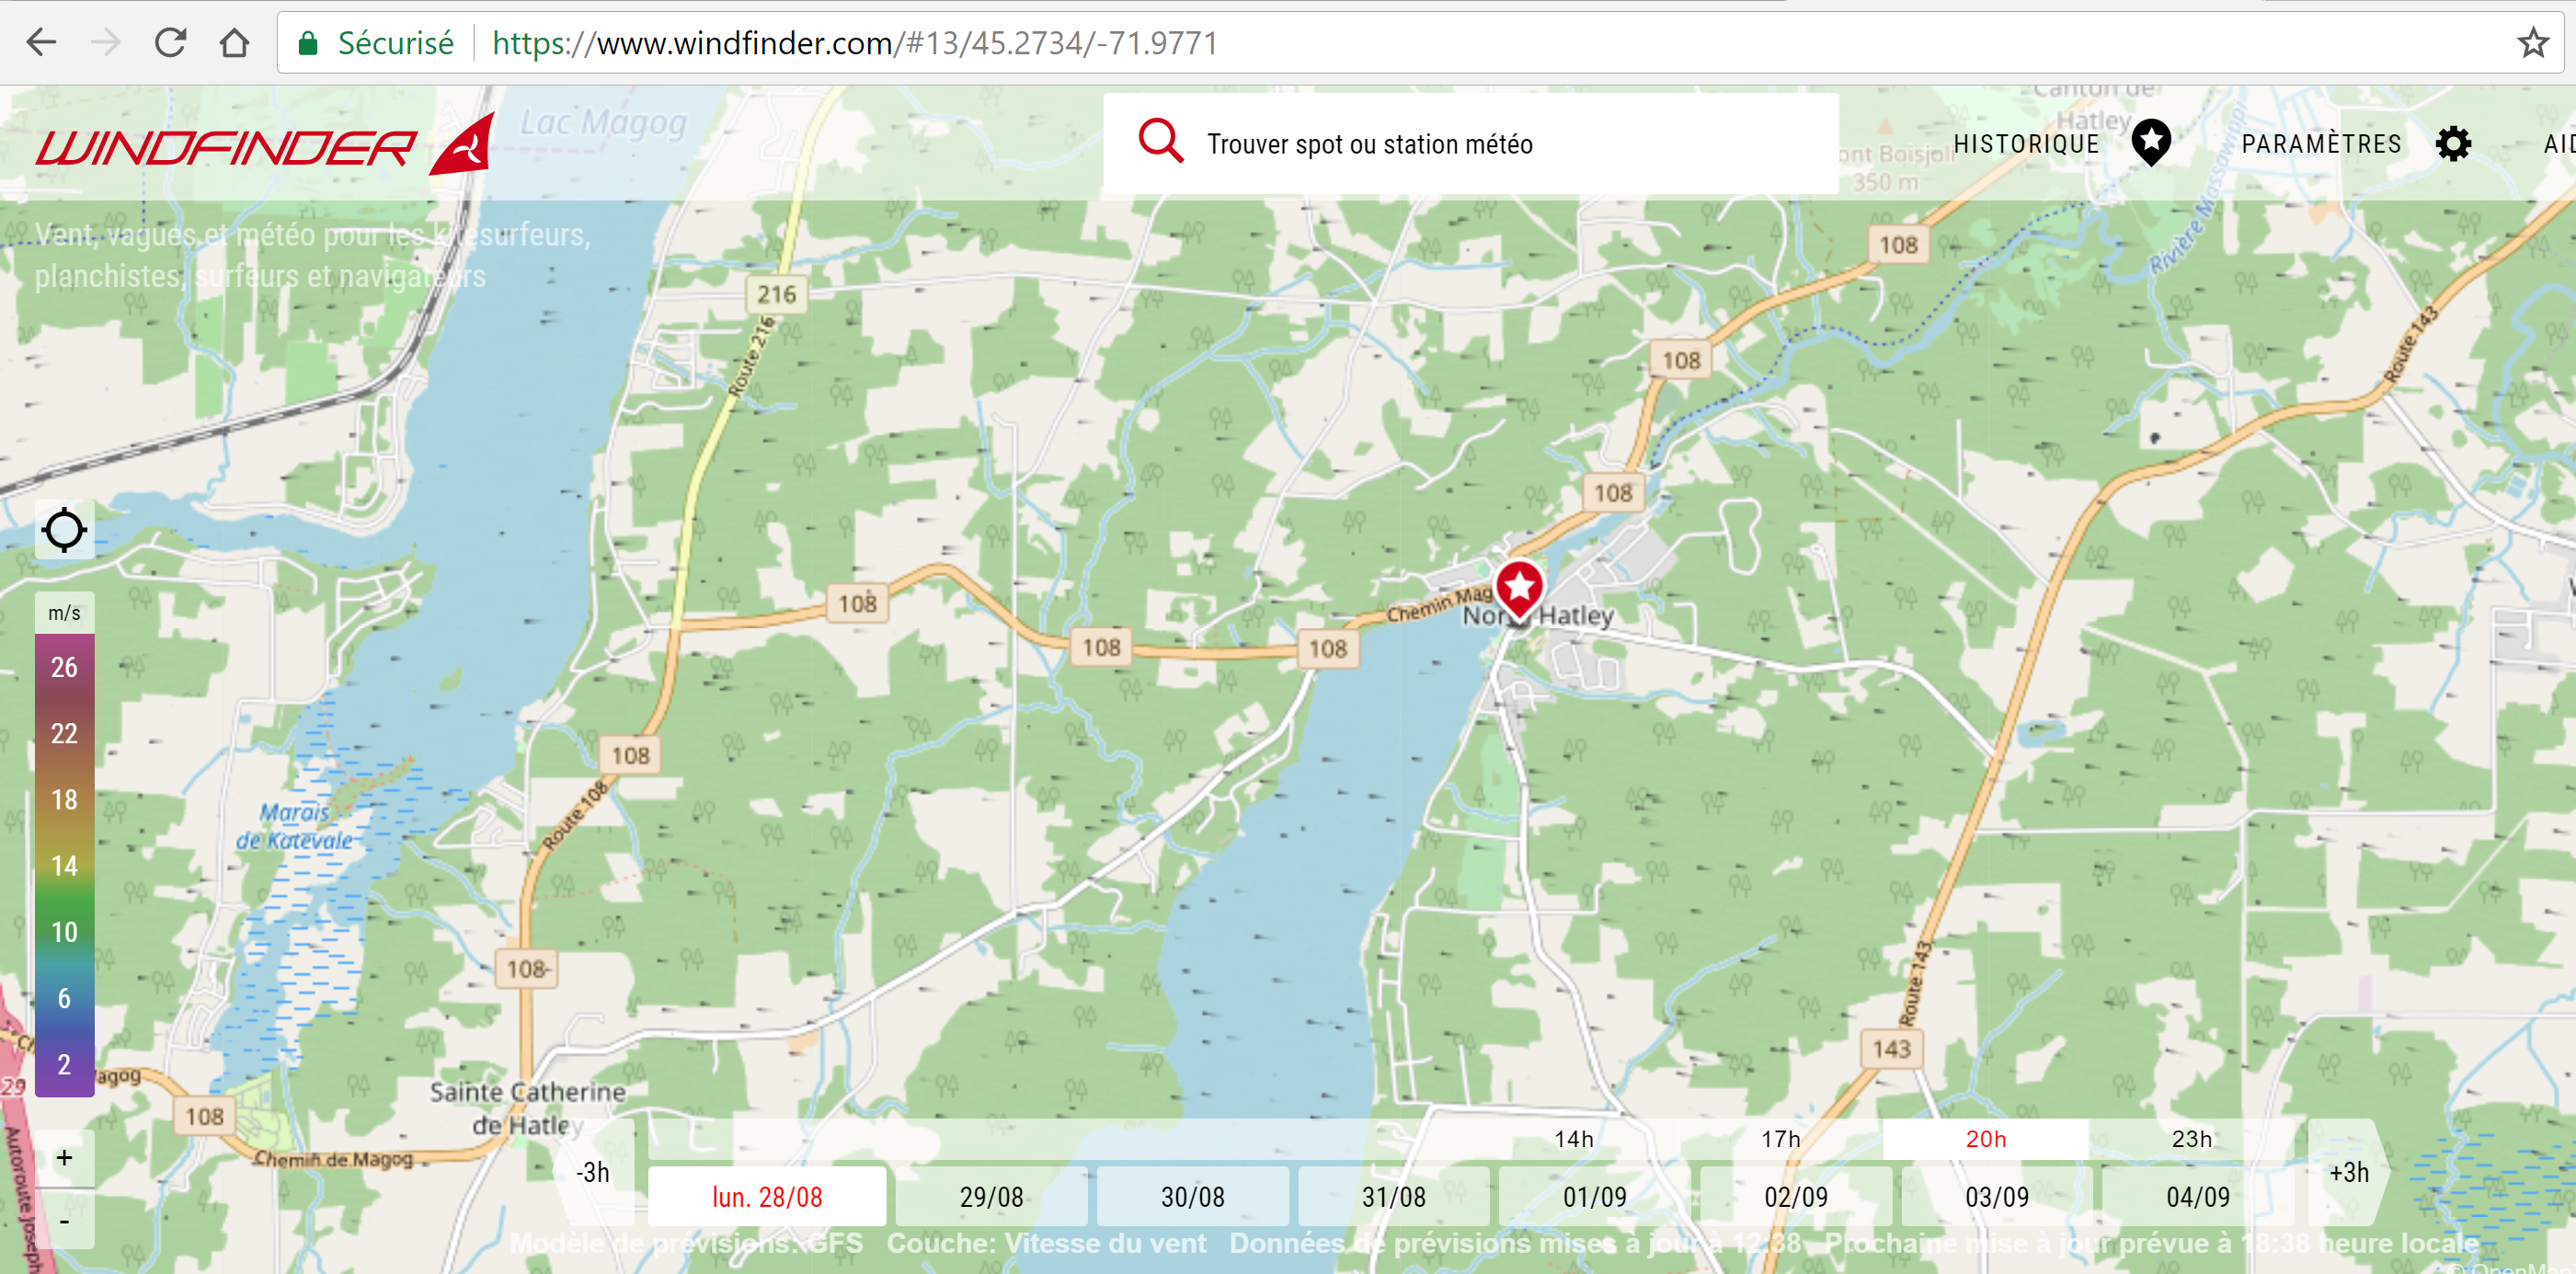 Sécurisé
https://www.windfinder.com/#13/45.2734/-71.9771
WINDFINDER
Lac Magog
Trouver spot ou station météo
Canton de
Hatley
HISTORIQUE
PARAMÈTRES
350 m
Vent, vagues et météo pour les kitesurfeurs,
planchistes, surfeurs et navigateurs
Rivière Massawippi
108
216
Route 216
108
Route 143
108
108
Chemin Mag
North Hatley
108
108
108
m/s
26
22
18
14
10
6
2
108
Route 108
Marais
de Katevale
108
Route 143
143
29
agog
108
Sainte Catherine
de Hatley
Chemin de Magog
+
-
-3h
14h
17h
20h
23h
+3h
lun. 28/08
29/08
30/08
31/08
01/09
02/09
03/09
04/09
Modèle de prévisions: GFS Couche: Vitesse du vent Données de prévisions mises à jour à 12:38 Prochaine mise à jour prévue à 18:38 heure locale